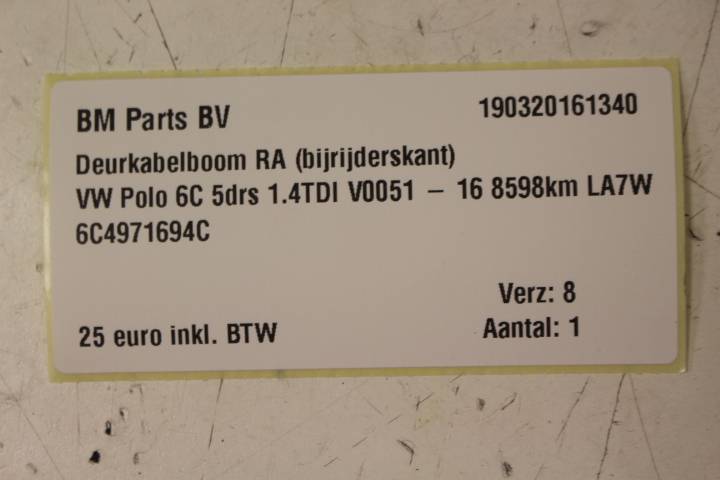 BM Parts BV 190320161340
Deurkabelboom RA (bijrijderskant)
VW Polo 6C 5drs 1.4TDI V0051 – 16 8598km LA7W
6C4971694C
Verz: 8
25 euro inkl. BTW Aantal: 1